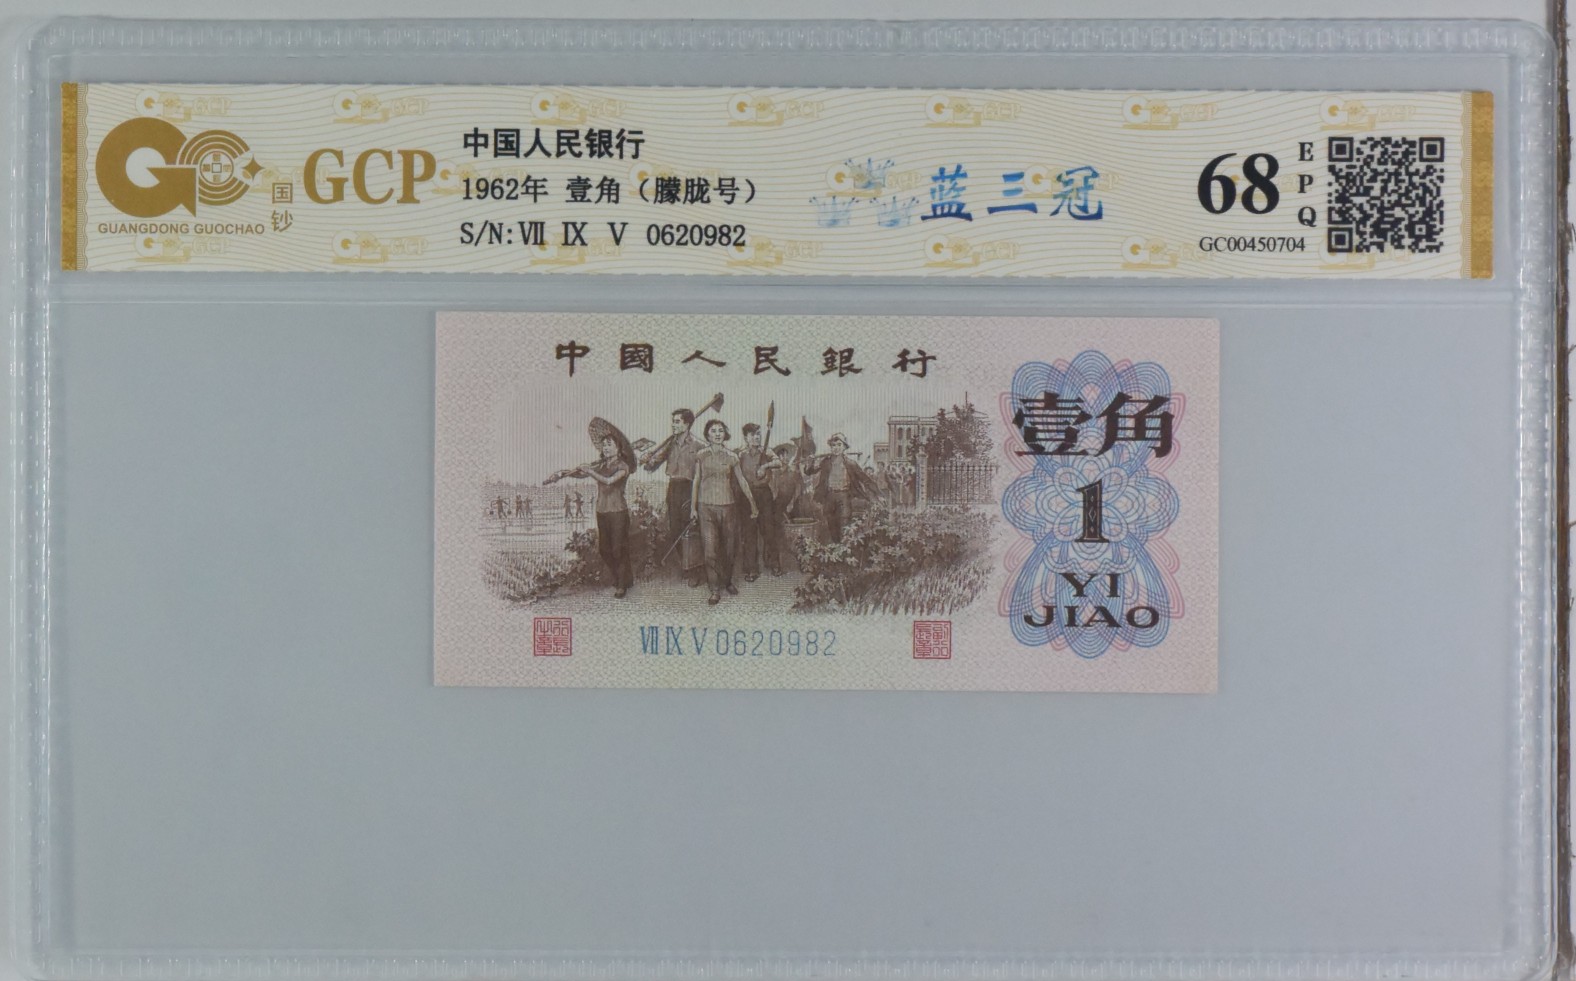 GCP
国钞
GUANGDONG GUOCHAO
中国人民银行
1962年 壹角（朦胧号）
S/N: Ⅶ Ⅸ Ⅴ 0620982
蓝三冠
68
EPQ
GC00450704
中國人民銀行
壹角
1
YI
JIAO
ⅦⅨⅤ0620982